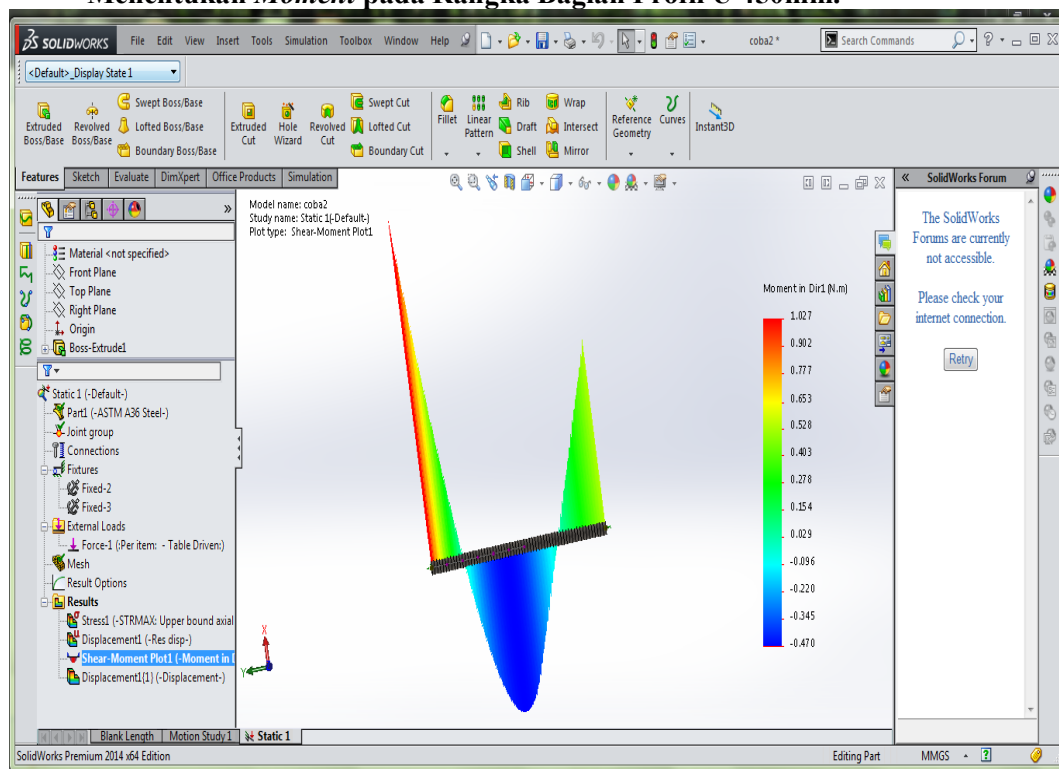 Menentukan Moment pada Rangka Bagian Profil U 450mm.
SOLIDWORKS File Edit View Insert Tools Simulation Toolbox Window Help coba2 * Search Commands
<Default>_Display State 1
Extruded Boss/Base
Revolved Boss/Base
Swept Boss/Base
Lofted Boss/Base
Boundary Boss/Base
Extruded Cut
Hole Wizard
Revolved Cut
Swept Cut
Lofted Cut
Boundary Cut
Fillet
Linear Pattern
Rib
Draft
Shell
Wrap
Intersect
Mirror
Reference Geometry
Curves
Instant3D
Features Sketch Evaluate DimXpert Office Products Simulation
Material <not specified>
Front Plane
Top Plane
Right Plane
Origin
Boss-Extrude1
Static 1 (-Default-)
Part1 (-ASTM A36 Steel-)
Joint group
Connections
Fixtures
Fixed-2
Fixed-3
External Loads
Force-1 (:Per item: - Table Driven:)
Mesh
Result Options
Results
Stress1 (-STRMAX: Upper bound axial
Displacement1 (-Res disp-)
Shear-Moment Plot1 (-Moment in D
Displacement1{1} (-Displacement-)
Model name: coba2
Study name: Static 1(-Default-)
Plot type: Shear-Moment Plot1
Moment in Dir1 (N.m)
1.027
0.902
0.777
0.653
0.528
0.403
0.278
0.154
0.029
-0.096
-0.220
-0.345
-0.470
X
Y
« SolidWorks Forum
The SolidWorks
Forums are currently
not accessible.
Please check your
internet connection.
Retry
Blank Length Motion Study 1 Static 1
SolidWorks Premium 2014 x64 Edition Editing Part MMGS